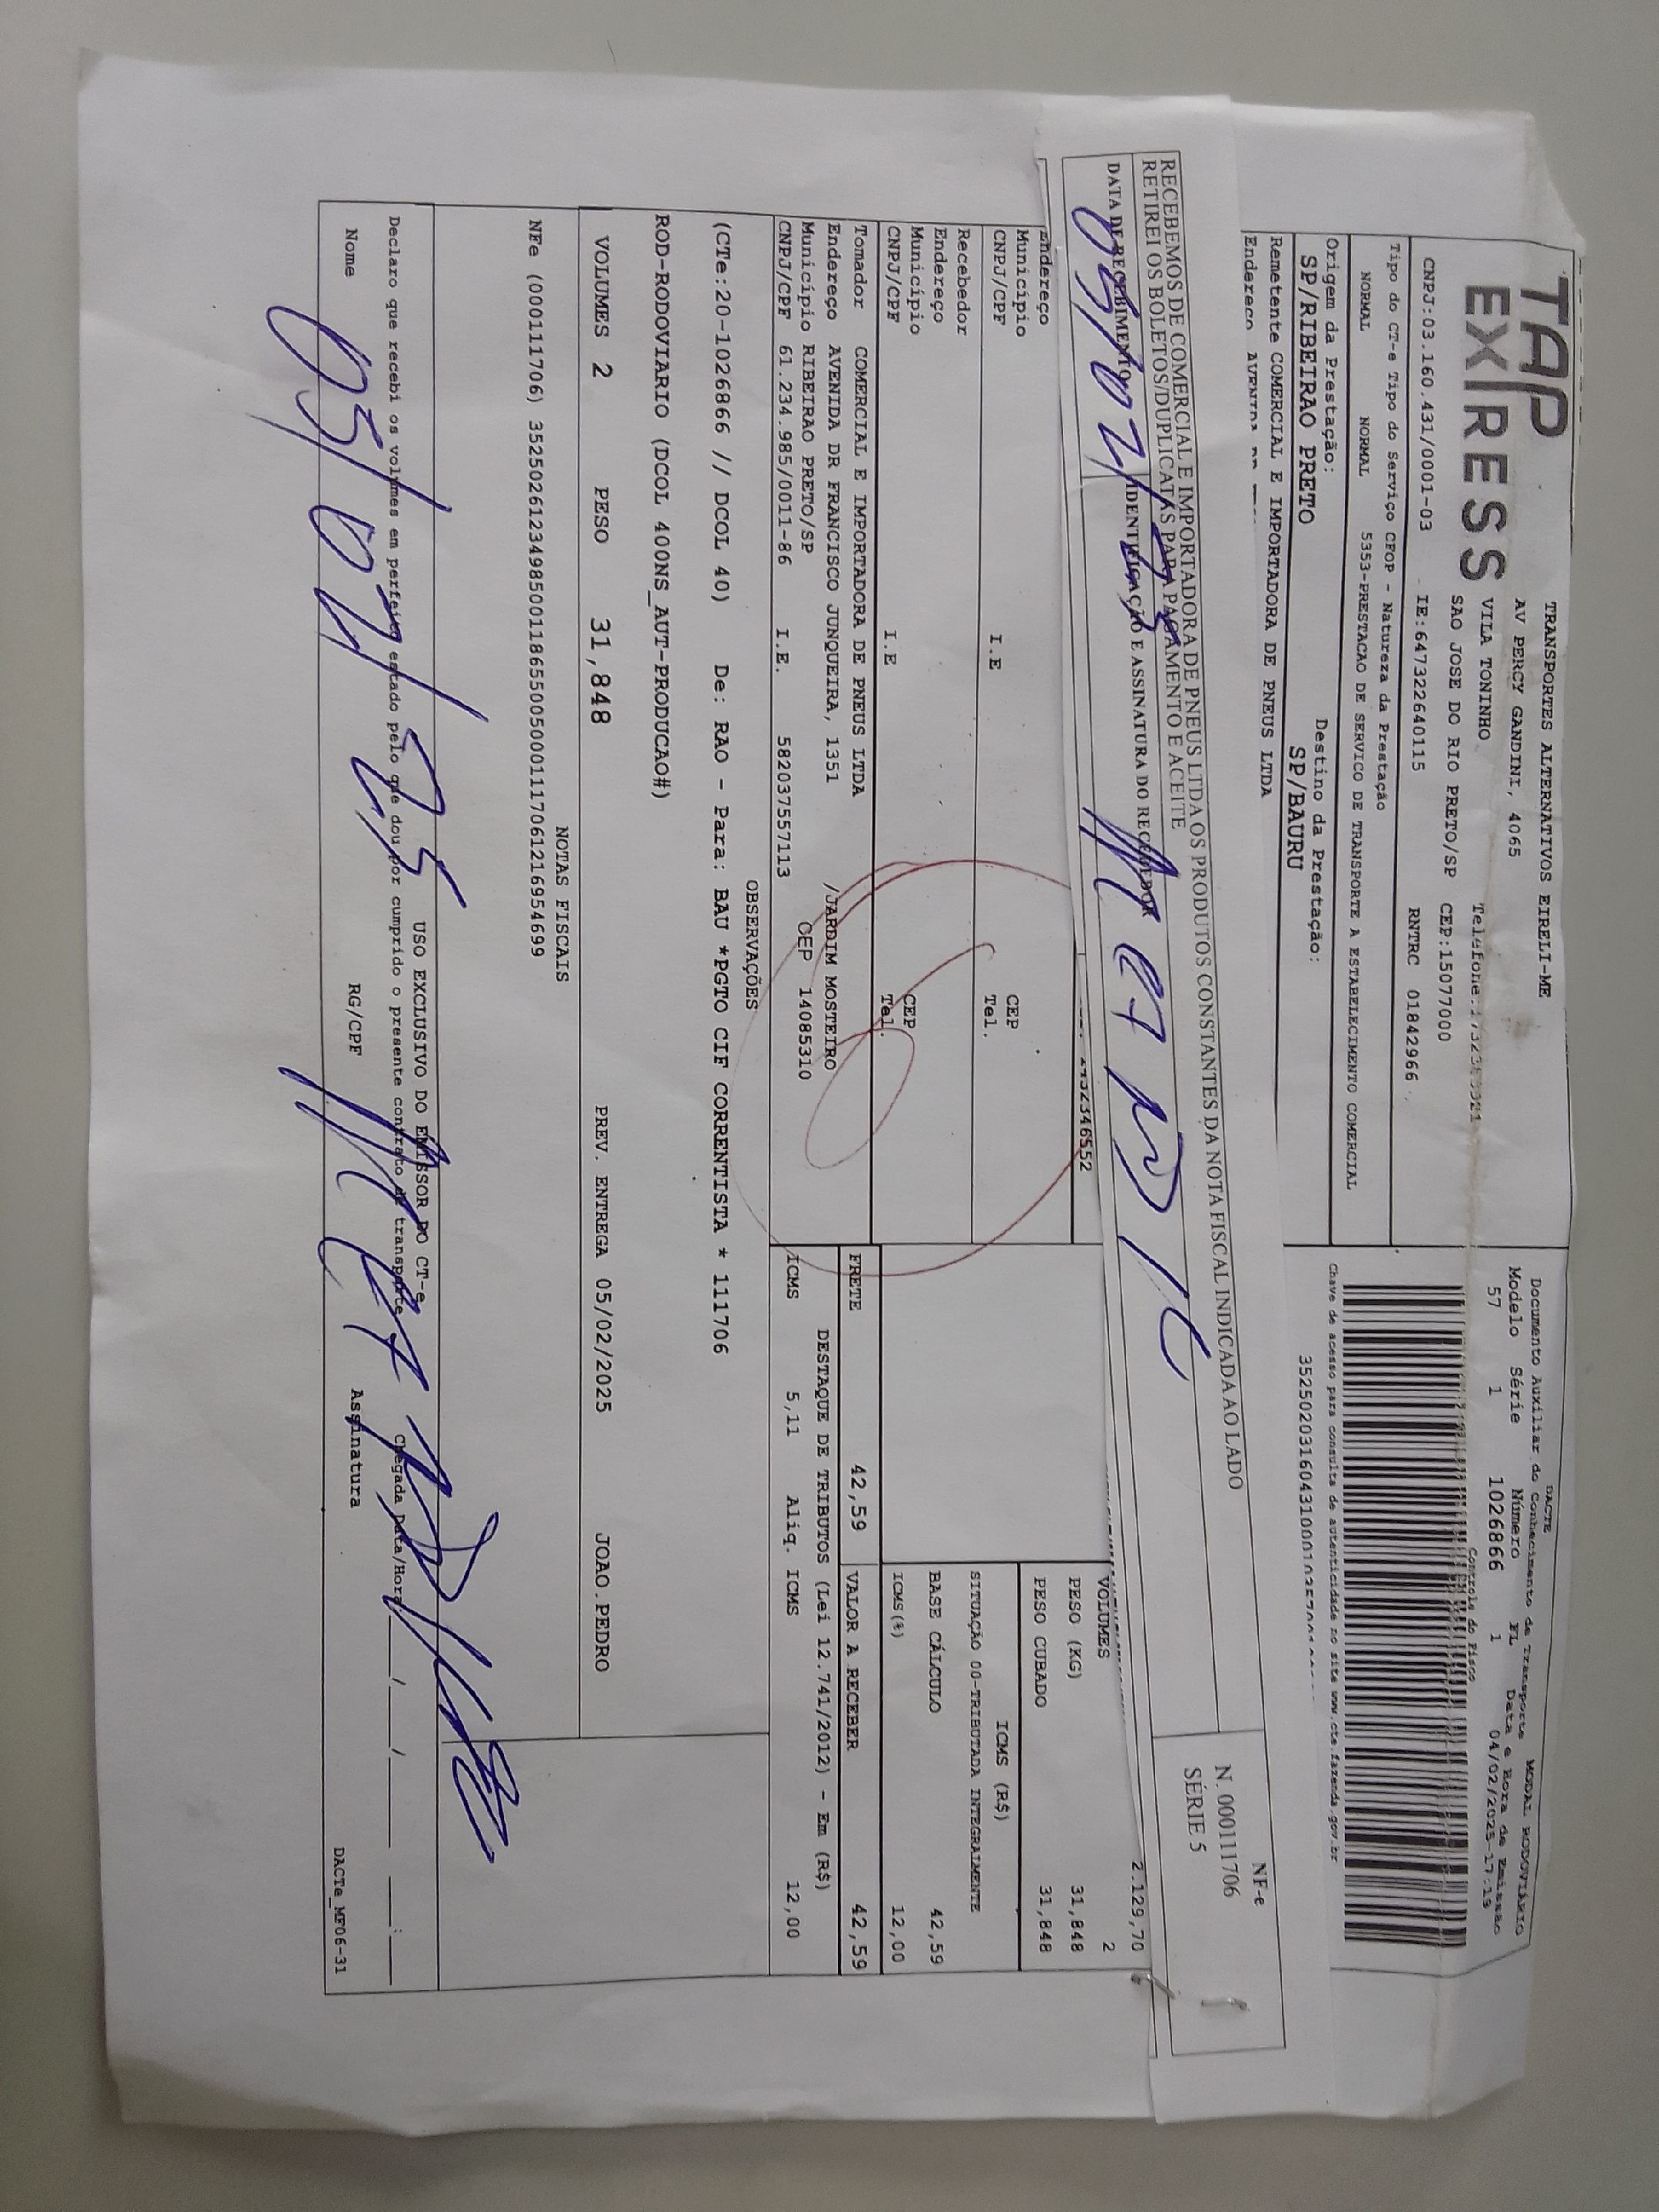 TAP
EXPRESS
TRANSPORTES ALTERNATIVOS EIRELI-ME
AV PERCY GANDINI, 4065
VILA TONINHO
SAO JOSE DO RIO PRETO/SP CEP:15077000
CNPJ:03.160.431/0001-03 IE:647322640115 RNTRC 01842966
DACTE
Documento Auxiliar do Conhecimento de Transporte
MODAL RODOVIÁRIO
Modelo Série Número FL Data e Hora de Emissão
57 1 1026866 1 04/02/2025-17:19
Controle do Fisco
Chave de acesso para consulta de autenticidade no site www.cte.fazenda.gov.br
Tipo do CT-e Tipo do Serviço CFOP - Natureza da Prestação
NORMAL NORMAL 5353-PRESTACAO DE SERVICO DE TRANSPORTE A ESTABELECIMENTO COMERCIAL
Origem da Prestação: Destino da Prestação:
SP/RIBEIRAO PRETO SP/BAURU
Remetente COMERCIAL E IMPORTADORA DE PNEUS LTDA
Endereço
RECEBEMOS DE COMERCIAL E IMPORTADORA DE PNEUS LTDA OS PRODUTOS CONSTANTES DA NOTA FISCAL INDICADA AO LADO
RETIREI OS BOLETOS/DUPLICATAS PARA PAGAMENTO E ACEITE
DATA DE RECEBIMENTO IDENTIFICAÇÃO E ASSINATURA DO RECEBEDOR
05/02/25
NF-e
N. 000111706
SÉRIE 5
2.129,70
VOLUMES 2
PESO (KG) 31,848
PESO CUBADO 31,848
Endereço
Município CEP
CNPJ/CPF I.E Tel.
Recebedor
Endereço
Município CEP
CNPJ/CPF I.E Tel.
ICMS (R$)
SITUAÇÃO 00-TRIBUTADA INTEGRALMENTE
BASE CÁLCULO 42,59
ICMS(%) 12,00
Tomador COMERCIAL E IMPORTADORA DE PNEUS LTDA
Endereço AVENIDA DR FRANCISCO JUNQUEIRA, 1351 /JARDIM MOSTEIRO
Município RIBEIRAO PRETO/SP CEP 14085310
CNPJ/CPF 61.234.985/0011-86 I.E. 582037557113
FRETE 42,59 VALOR A RECEBER 42,59
DESTAQUE DE TRIBUTOS (Lei 12.741/2012) - Em (R$)
ICMS 5,11 Aliq. ICMS 12,00
OBSERVAÇÕES
(CTe:20-1026866 // DCOL 40) De: RAO - Para: BAU *PGTO CIF CORRENTISTA * 111706
ROD-RODOVIARIO (DCOL 400NS_AUT-PRODUCAO#)
VOLUMES 2 PESO 31,848 PREV. ENTREGA 05/02/2025 JOAO.PEDRO
NOTAS FISCAIS
NFe (000111706) 35250261234985001186550050001117061216954699
USO EXCLUSIVO DO EMISSOR DO CT-e
Declaro que recebi os volumes em perfeito estado pelo que dou por cumprido o presente contrato de transporte Chegada Data/Hora ___/___/___ ___:___
Nome RG/CPF Assinatura
05/02/25
DACTe_MF06-31